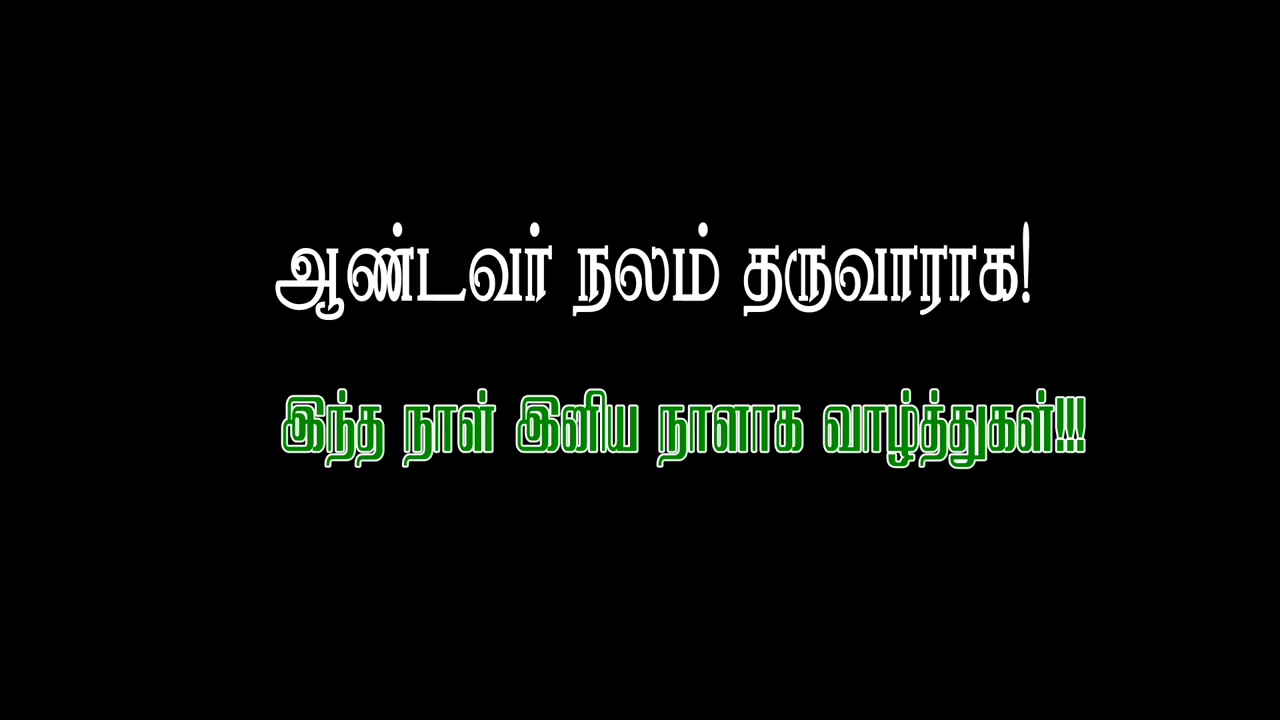 ஆண்டவர் நலம் தருவாராக!
இந்த நாள் இனிய நாளாக வாழ்த்துகள்!!!